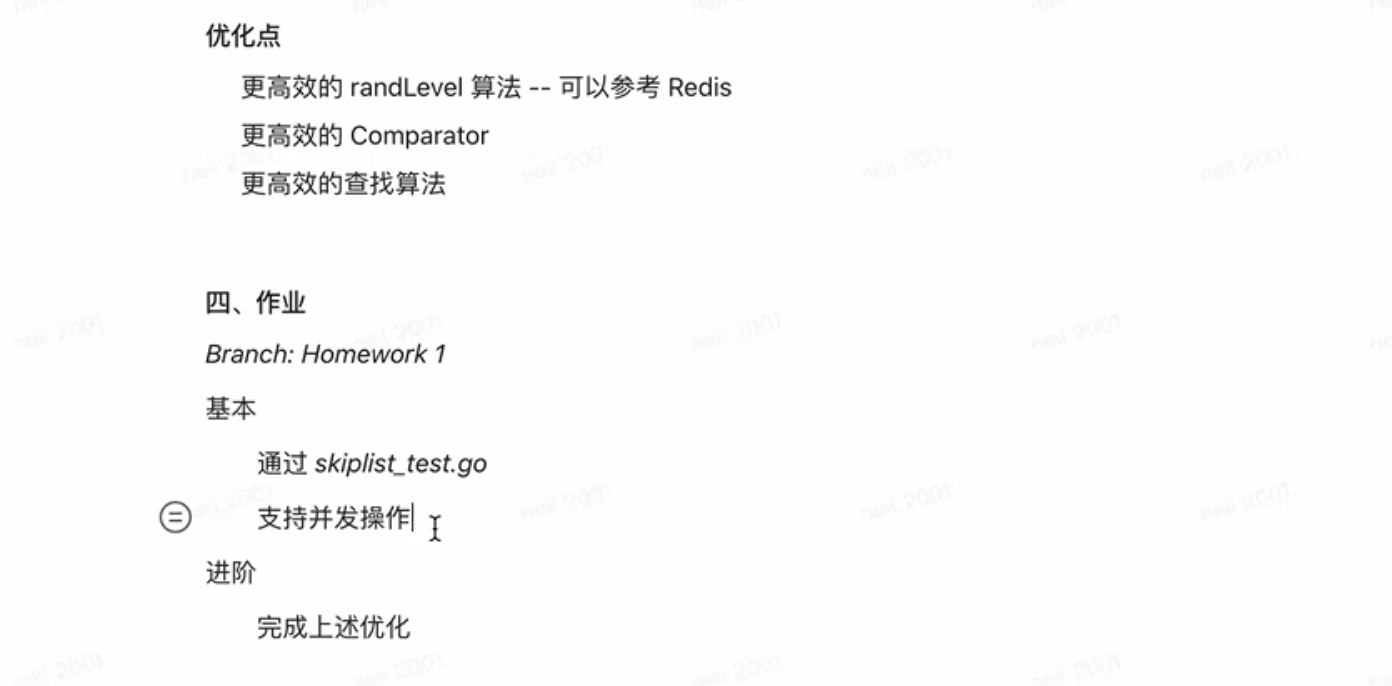 优化点
更高效的 randLevel 算法 -- 可以参考 Redis
更高效的 Comparator
更高效的查找算法
四、作业
Branch: Homework 1
基本
通过 skiplist_test.go
支持并发操作
进阶
完成上述优化
neil 2001